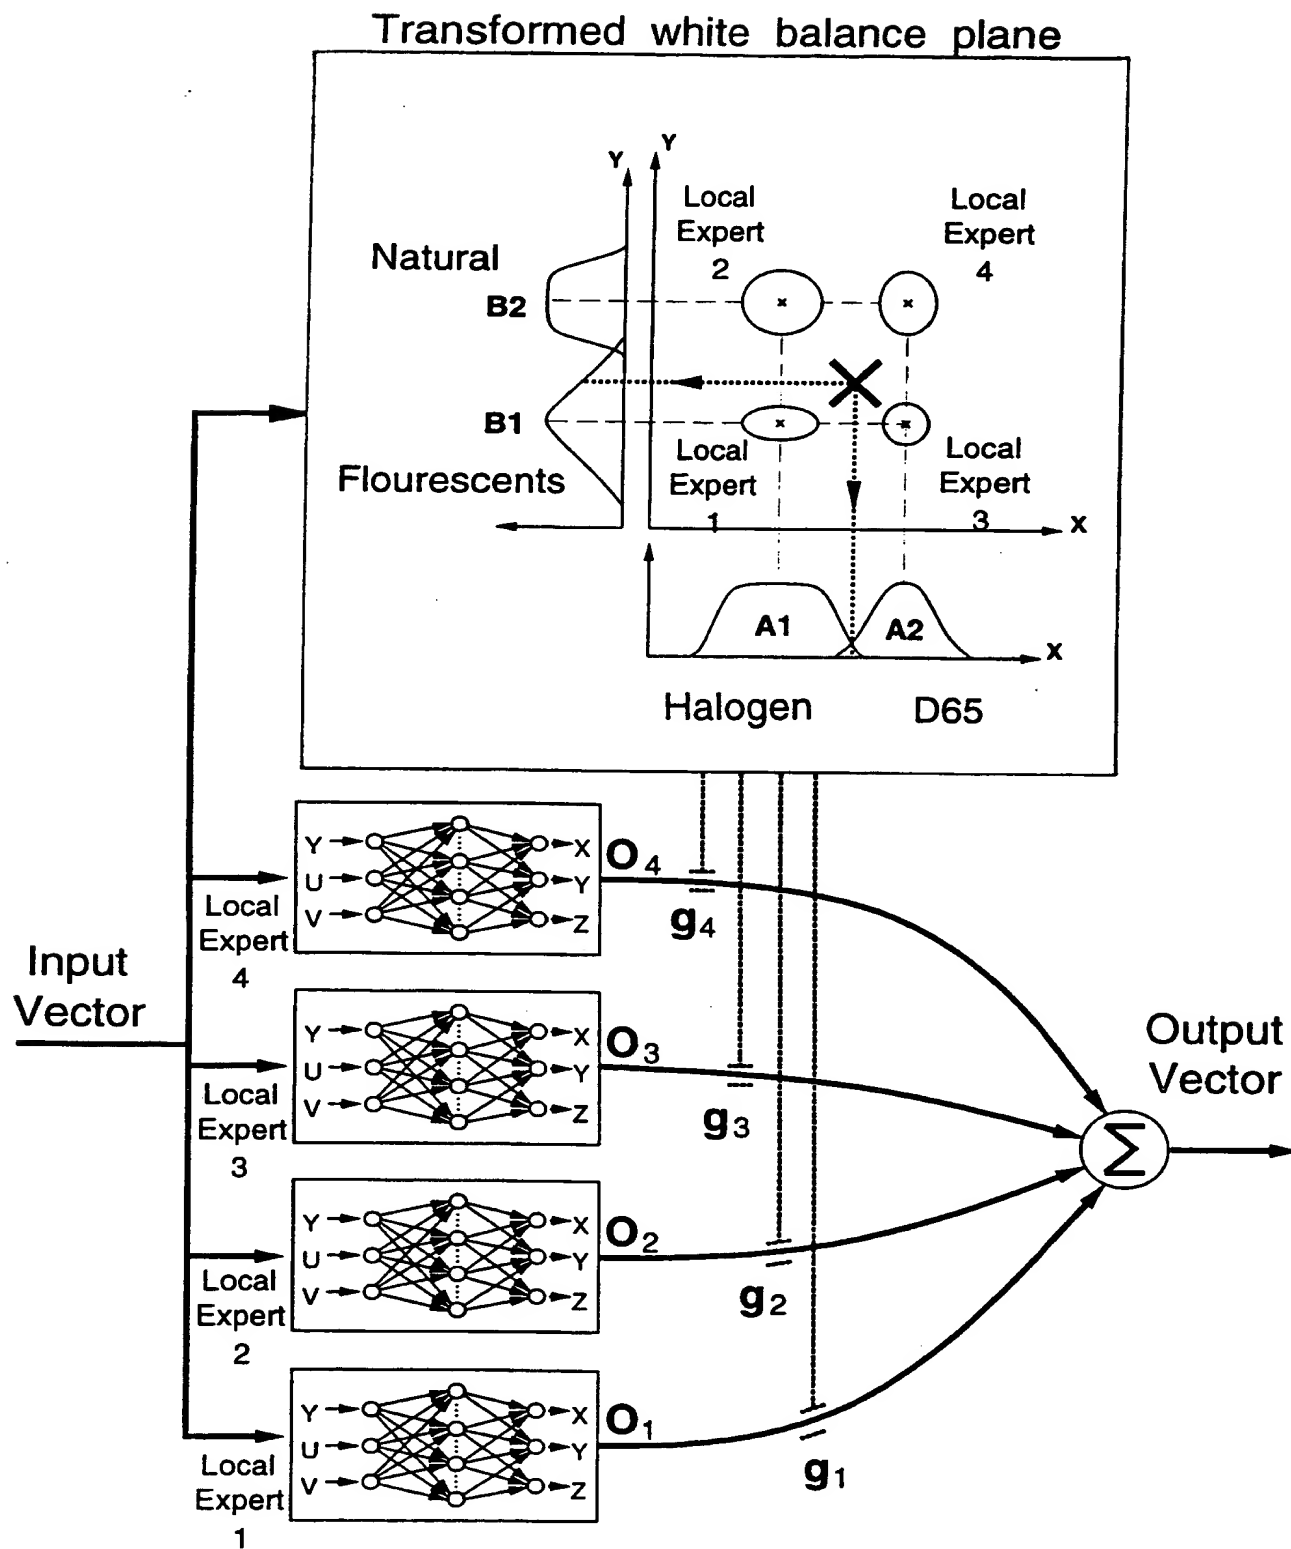 Transformed white balance plane
Y
Y
Local
Expert
2
Local
Expert
4
Natural
B2
B1
Flourescents
Local
Expert
1
Local
Expert
3
X
A1
A2
X
Halogen
D65
Input
Vector
Local
Expert
4
Y
U
V
X
Y
Z
O4
g4
Local
Expert
3
Y
U
V
X
Y
Z
O3
g3
Local
Expert
2
Y
U
V
X
Y
Z
O2
g2
Local
Expert
1
Y
U
V
X
Y
Z
O1
g1
Σ
Output
Vector